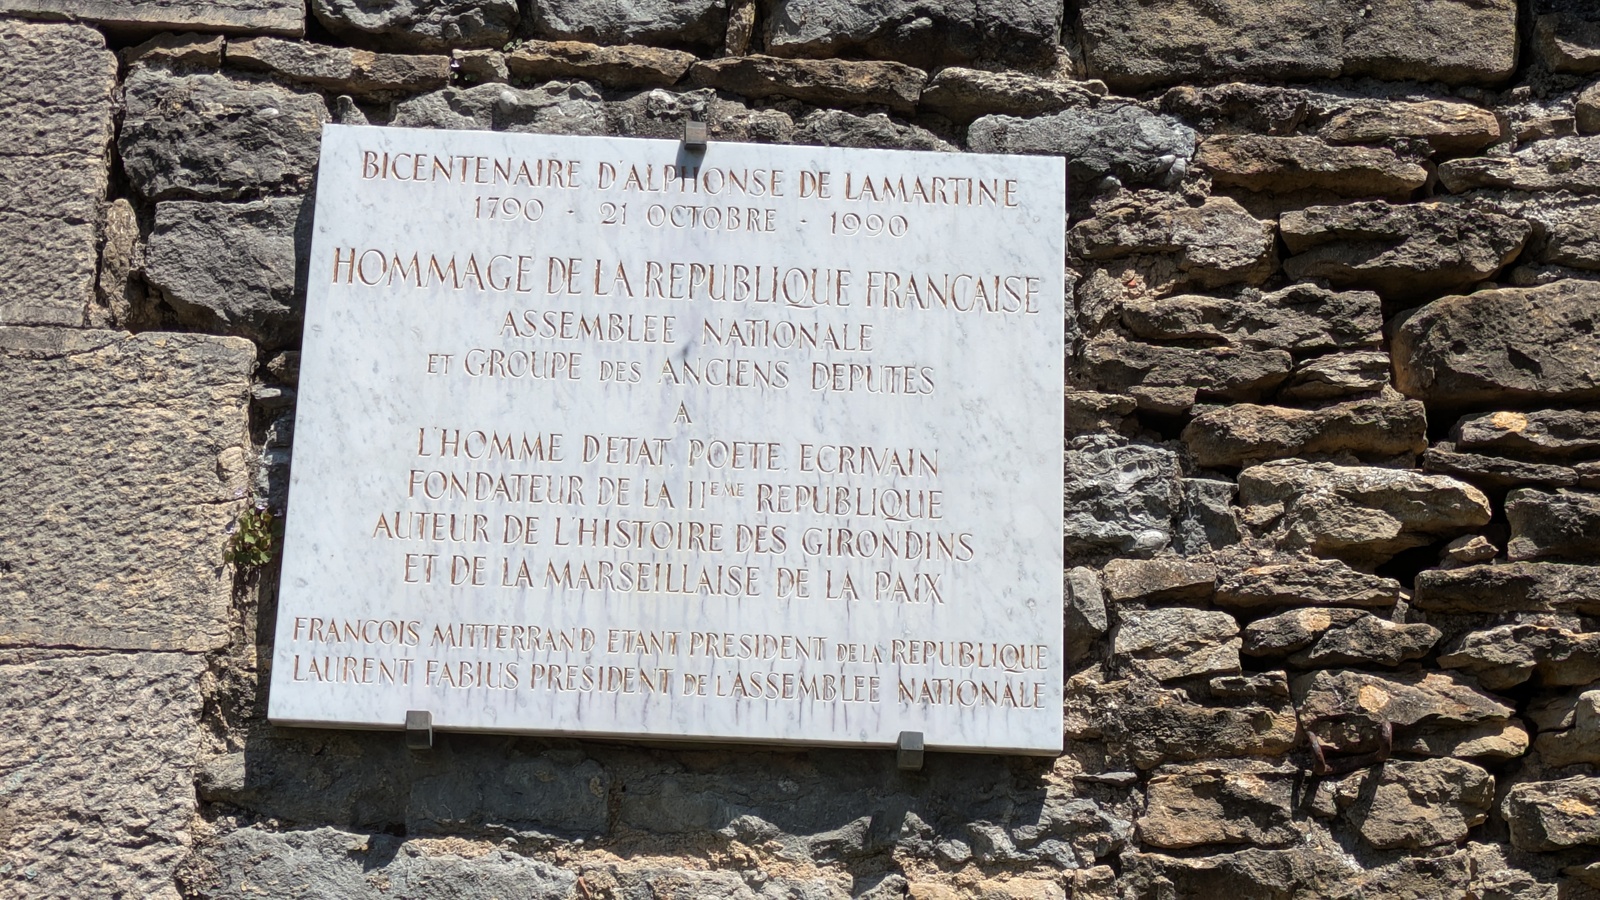 BICENTENAIRE D'ALPHONSE DE LAMARTINE
1790 - 21 OCTOBRE - 1990
HOMMAGE DE LA REPUBLIQUE FRANCAISE
ASSEMBLEE NATIONALE
ET GROUPE DES ANCIENS DEPUTES
A
L'HOMME D'ETAT. POETE. ECRIVAIN
FONDATEUR DE LA IIEME REPUBLIQUE
AUTEUR DE L'HISTOIRE DES GIRONDINS
ET DE LA MARSEILLAISE DE LA PAIX
FRANCOIS MITTERRAND ETANT PRESIDENT DE LA REPUBLIQUE
LAURENT FABIUS PRESIDENT DE L'ASSEMBLEE NATIONALE